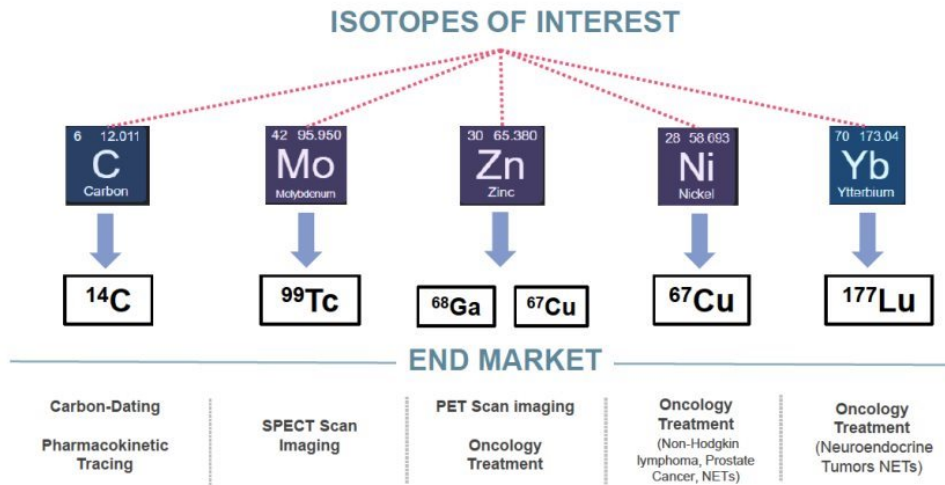 ISOTOPES OF INTEREST
6 12.011
C
Carbon
42 95.950
Mo
Molybdenum
30 65.380
Zn
Zinc
28 58.693
Ni
Nickel
70 173.04
Yb
Ytterbium
¹⁴C
⁹⁹Tc
⁶⁸Ga
⁶⁷Cu
⁶⁷Cu
¹⁷⁷Lu
END MARKET
Carbon-Dating
Pharmacokinetic
Tracing
SPECT Scan
Imaging
PET Scan imaging
Oncology
Treatment
Oncology
Treatment
(Non-Hodgkin
lymphoma, Prostate
Cancer, NETs)
Oncology
Treatment
(Neuroendocrine
Tumors NETs)